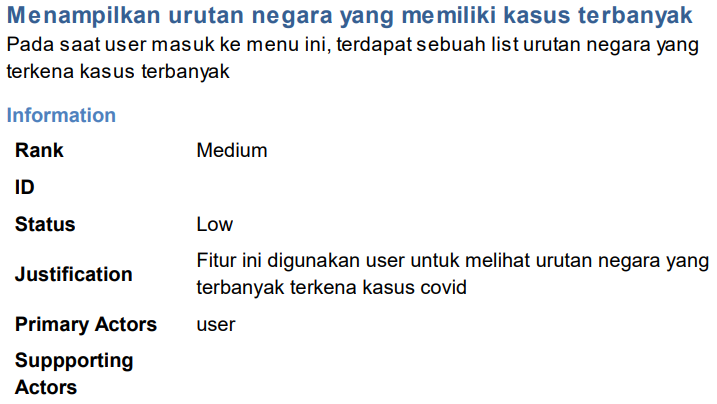 Menampilkan urutan negara yang memiliki kasus terbanyak
Pada saat user masuk ke menu ini, terdapat sebuah list urutan negara yang
terkena kasus terbanyak
Information
Rank Medium
ID
Status Low
Justification Fitur ini digunakan user untuk melihat urutan negara yang
terbanyak terkena kasus covid
Primary Actors user
Suppporting
Actors